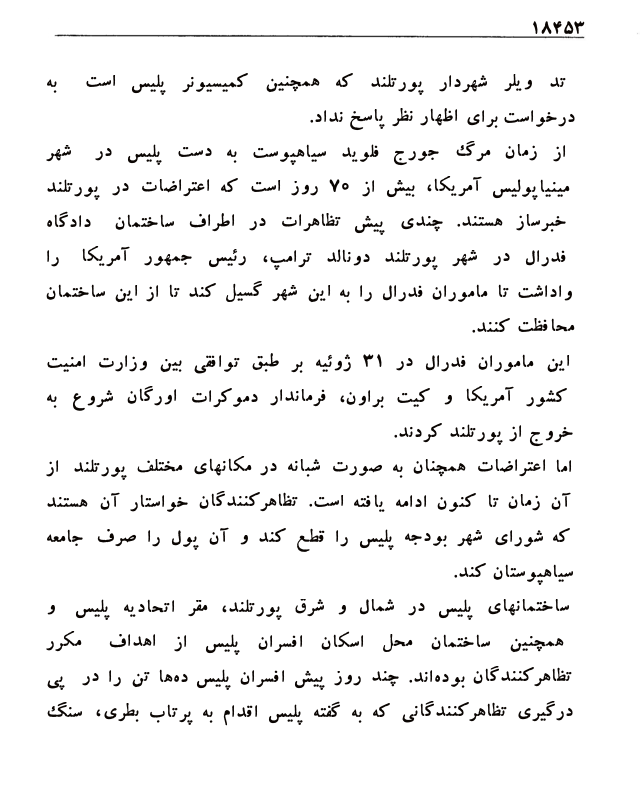 ۱۸۴۵۳
تد ویلر شهردار پورتلند که همچنین کمیسیونر پلیس است به
درخواست برای اظهار نظر پاسخ نداد.
از زمان مرگ جورج فلوید سیاهپوست به دست پلیس در شهر
مینیاپولیس آمریکا، بیش از ۷۰ روز است که اعتراضات در پورتلند
خبرساز هستند. چندی پیش تظاهرات در اطراف ساختمان دادگاه
فدرال در شهر پورتلند دونالد ترامپ، رئیس جمهور آمریکا را
واداشت تا ماموران فدرال را به این شهر گسیل کند تا از این ساختمان
محافظت کنند.
این ماموران فدرال در ۳۱ ژوئیه بر طبق توافقی بین وزارت امنیت
کشور آمریکا و کیت براون، فرماندار دموکرات اورگان شروع به
خروج از پورتلند کردند.
اما اعتراضات همچنان به صورت شبانه در مکانهای مختلف پورتلند از
آن زمان تا کنون ادامه یافته است. تظاهرکنندگان خواستار آن هستند
که شورای شهر بودجه پلیس را قطع کند و آن پول را صرف جامعه
سیاهپوستان کند.
ساختمانهای پلیس در شمال و شرق پورتلند، مقر اتحادیه پلیس و
همچنین ساختمان محل اسکان افسران پلیس از اهداف مکرر
تظاهرکنندگان بوده‌اند. چند روز پیش افسران پلیس ده‌ها تن را در پی
درگیری تظاهرکنندگانی که به گفته پلیس اقدام به پرتاب بطری، سنگ